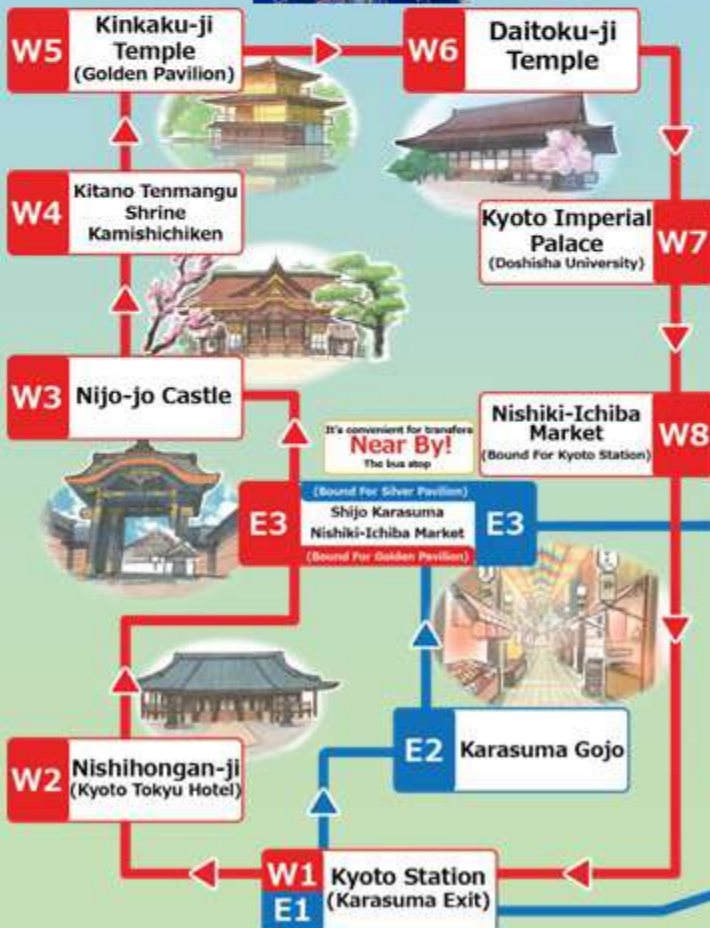 W5
Kinkaku-ji
Temple
(Golden Pavilion)
W6
Daitoku-ji
Temple
W4
Kitano Tenmangu
Shrine
Kamishichiken
Kyoto Imperial
Palace
(Doshisha University)
W7
W3
Nijo-jo Castle
It's convenient for transfers
Near By!
The bus stop
Nishiki-Ichiba
Market
(Bound For Kyoto Station)
W8
E3
(Bound For Silver Pavilion)
Shijo Karasuma
Nishiki-Ichiba Market
(Bound For Golden Pavilion)
E3
W2
Nishihongan-ji
(Kyoto Tokyu Hotel)
E2
Karasuma Gojo
W1
E1
Kyoto Station
(Karasuma Exit)